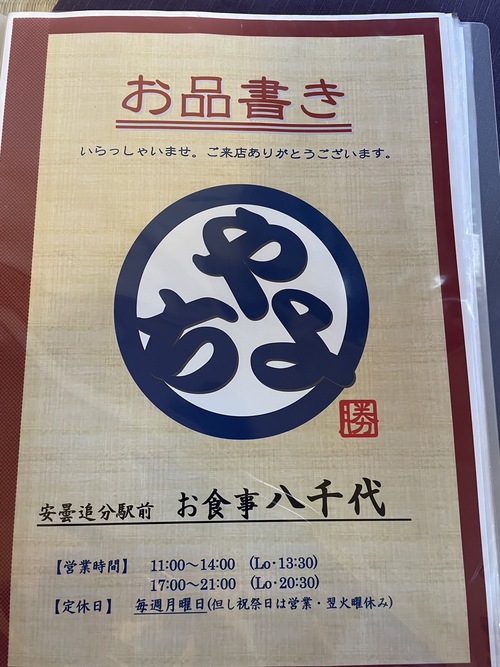 お品書き
いらっしゃいませ。ご来店ありがとうございます。
や
ちよ
勝
安曇追分駅前 お食事八千代
【営業時間】 11:00～14:00 (Lo・13:30)
17:00～21:00 (Lo・20:30)
【定休日】 毎週月曜日(但し祝祭日は営業・翌火曜休み)